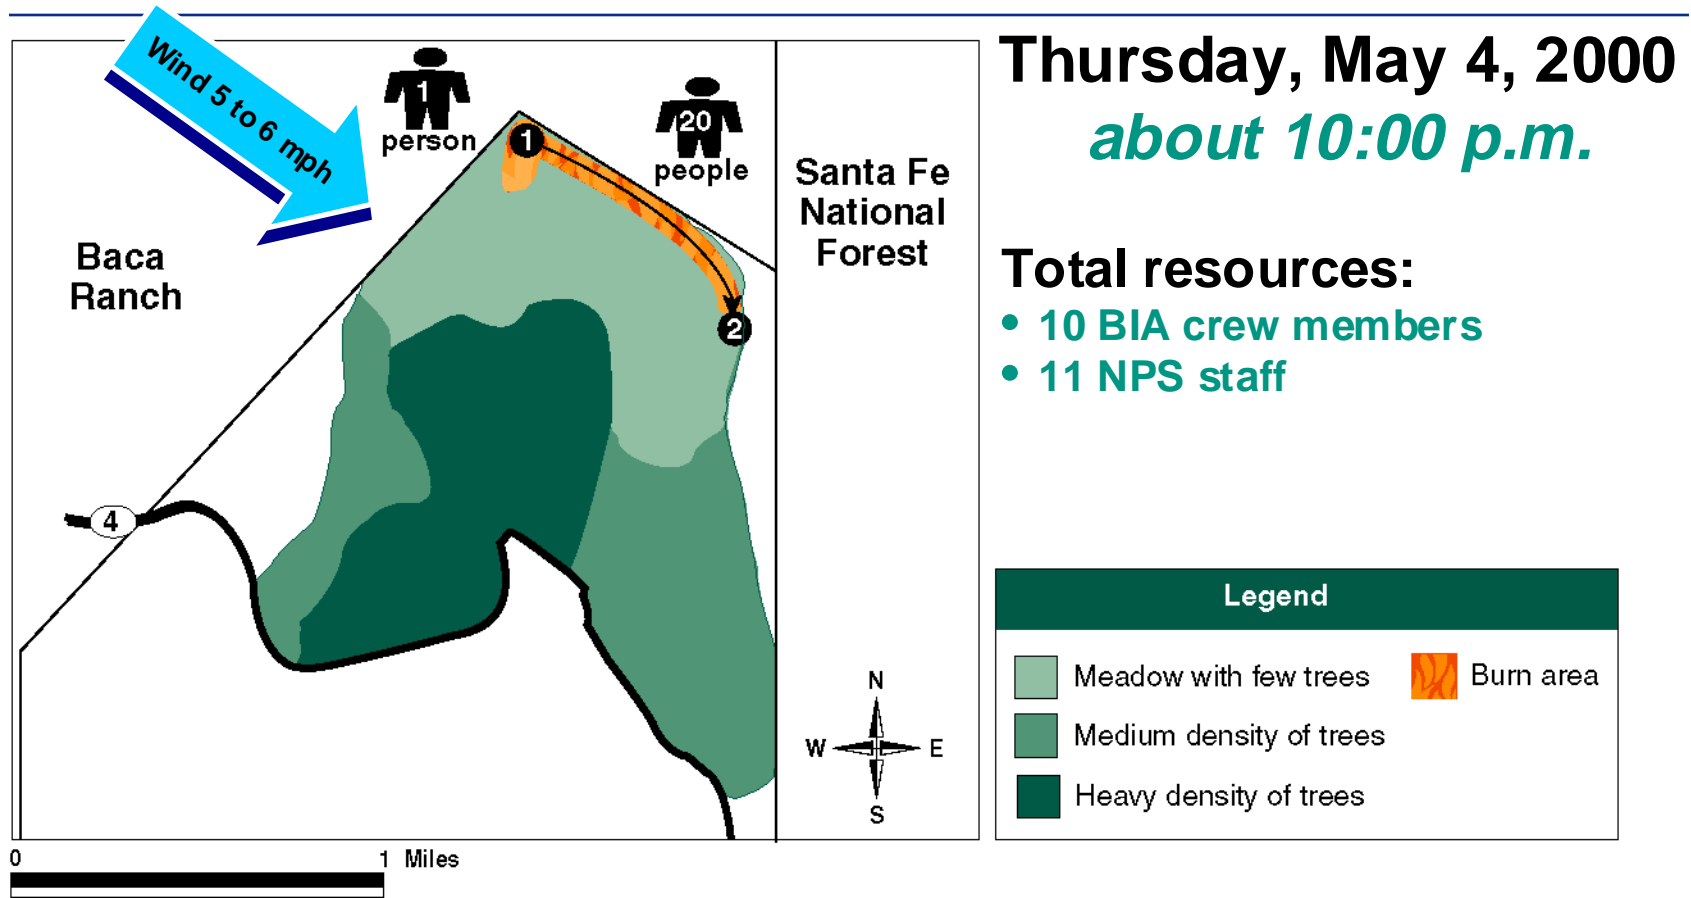 Thursday, May 4, 2000
about 10:00 p.m.
Wind 5 to 6 mph
1
person
20
people
1
2
Santa Fe
National
Forest
Baca
Ranch
4
Total resources:
• 10 BIA crew members
• 11 NPS staff
N
W E
S
Legend
Meadow with few trees
Burn area
Medium density of trees
Heavy density of trees
0 1 Miles